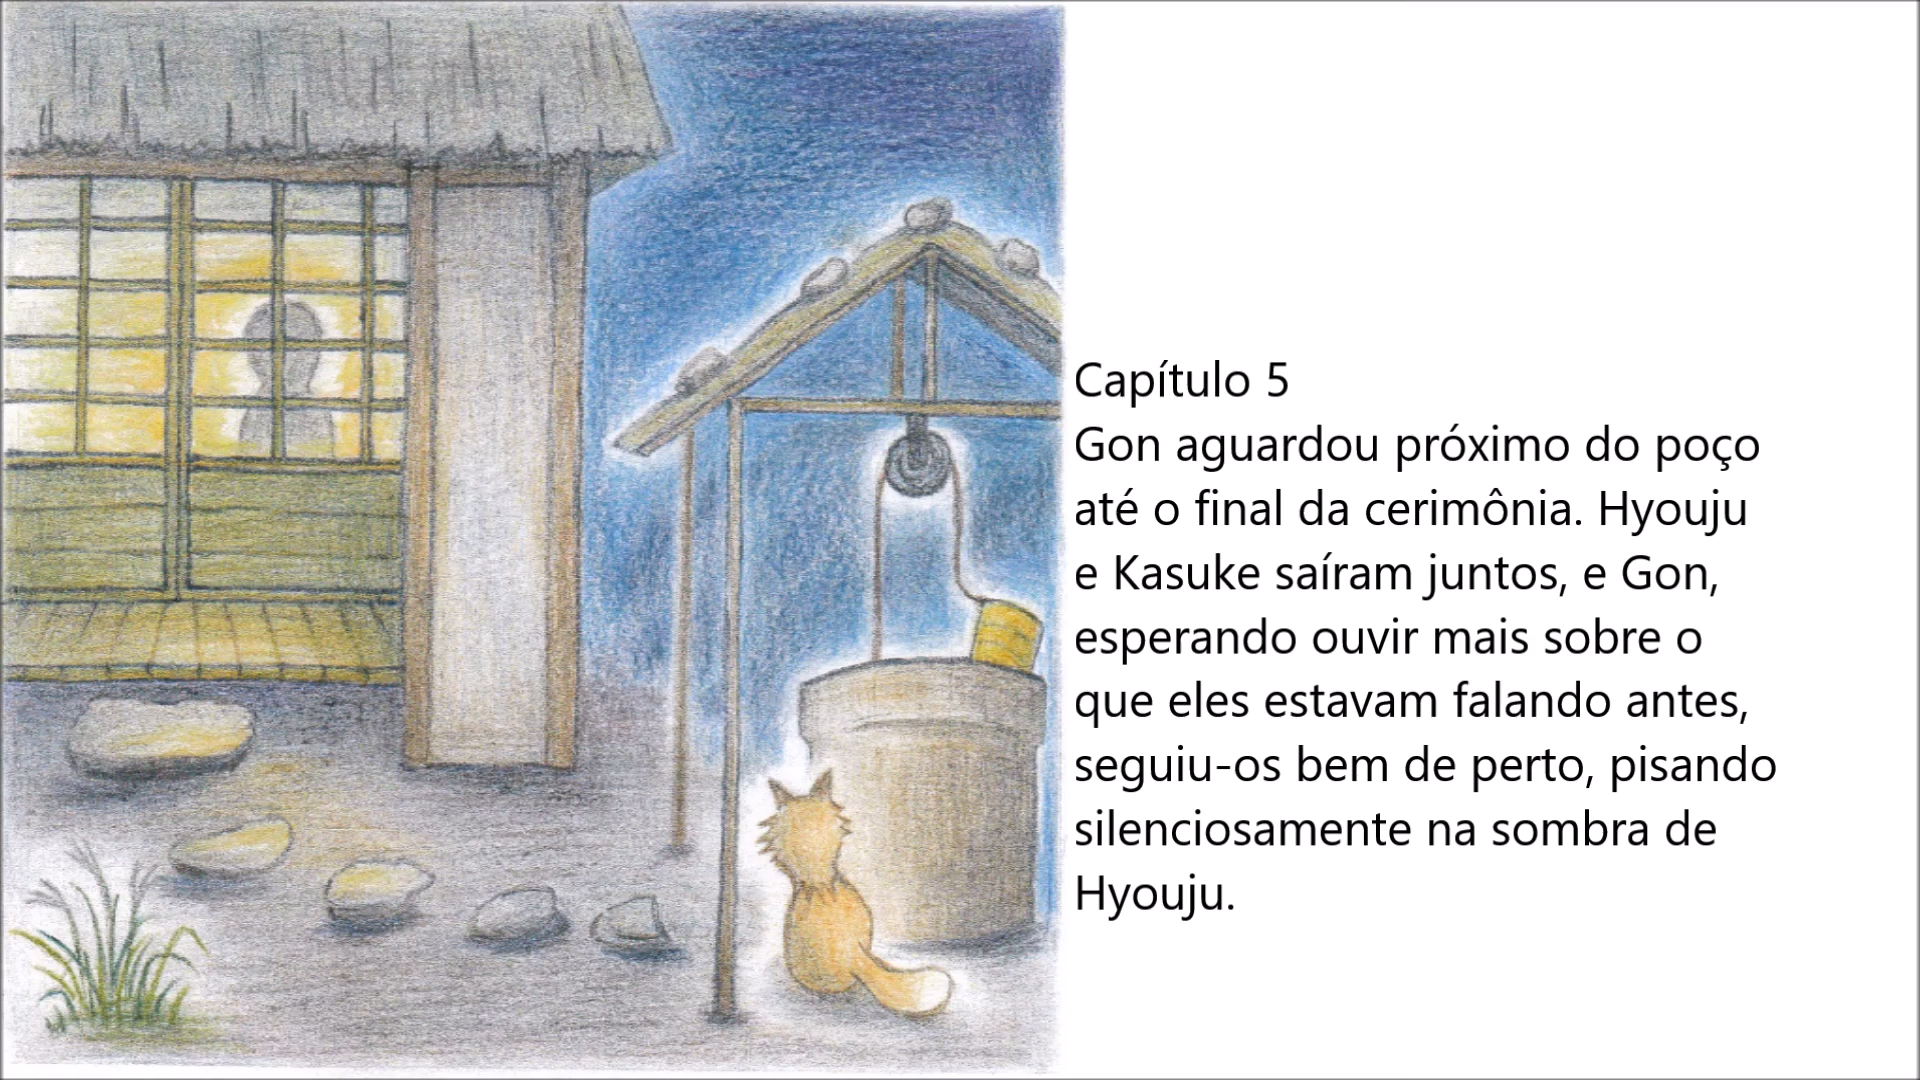 Capítulo 5
Gon aguardou próximo do poço
até o final da cerimônia. Hyouju
e Kasuke saíram juntos, e Gon,
esperando ouvir mais sobre o
que eles estavam falando antes,
seguiu-os bem de perto, pisando
silenciosamente na sombra de
Hyouju.